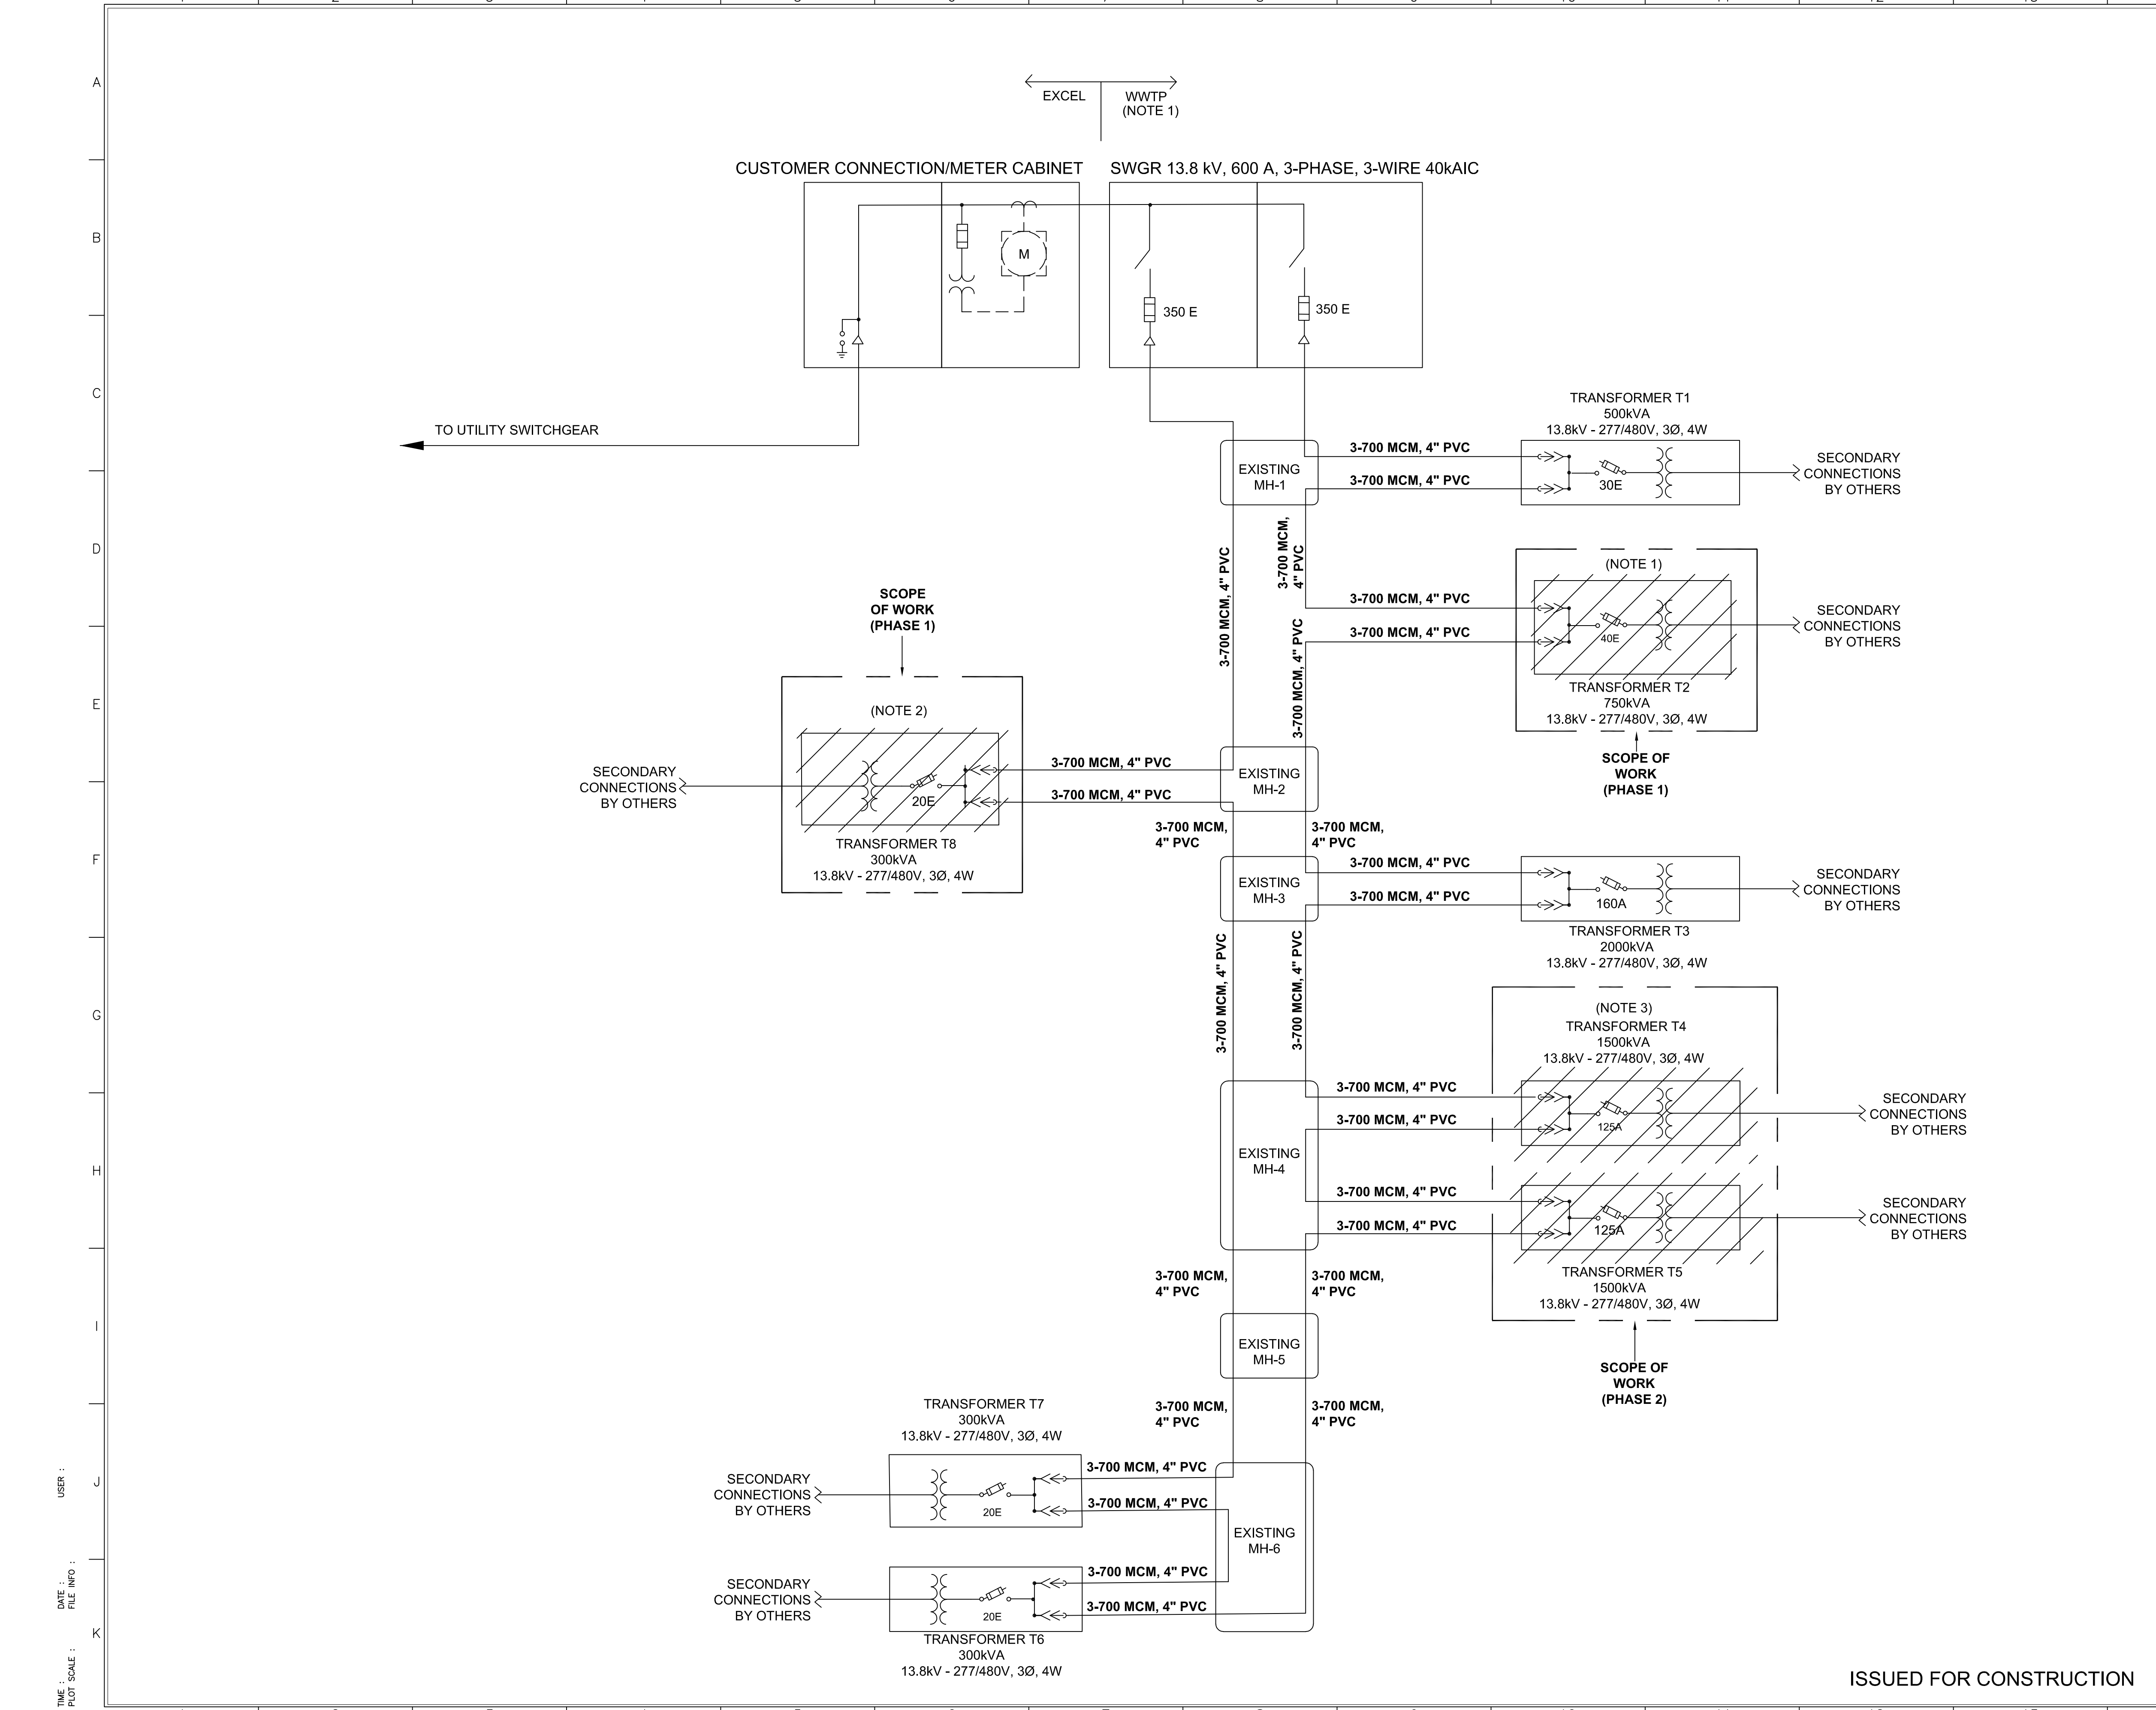 A
EXCEL
WWTP
(NOTE 1)
CUSTOMER CONNECTION/METER CABINET
SWGR 13.8 kV, 600 A, 3-PHASE, 3-WIRE 40kAIC
B
M
350 E
350 E
C
TO UTILITY SWITCHGEAR
TRANSFORMER T1
500kVA
13.8kV - 277/480V, 3Ø, 4W
EXISTING
MH-1
3-700 MCM, 4" PVC
3-700 MCM, 4" PVC
30E
SECONDARY
CONNECTIONS
BY OTHERS
D
3-700 MCM, 4" PVC
3-700 MCM,
4" PVC
(NOTE 1)
3-700 MCM, 4" PVC
3-700 MCM, 4" PVC
40E
SECONDARY
CONNECTIONS
BY OTHERS
TRANSFORMER T2
750kVA
13.8kV - 277/480V, 3Ø, 4W
SCOPE OF
WORK
(PHASE 1)
3-700 MCM, 4" PVC
SCOPE
OF WORK
(PHASE 1)
E
(NOTE 2)
SECONDARY
CONNECTIONS
BY OTHERS
20E
3-700 MCM, 4" PVC
3-700 MCM, 4" PVC
EXISTING
MH-2
TRANSFORMER T8
300kVA
13.8kV - 277/480V, 3Ø, 4W
3-700 MCM,
4" PVC
3-700 MCM,
4" PVC
F
EXISTING
MH-3
3-700 MCM, 4" PVC
3-700 MCM, 4" PVC
160A
SECONDARY
CONNECTIONS
BY OTHERS
TRANSFORMER T3
2000kVA
13.8kV - 277/480V, 3Ø, 4W
3-700 MCM, 4" PVC
3-700 MCM, 4" PVC
G
(NOTE 3)
TRANSFORMER T4
1500kVA
13.8kV - 277/480V, 3Ø, 4W
3-700 MCM, 4" PVC
3-700 MCM, 4" PVC
125A
SECONDARY
CONNECTIONS
BY OTHERS
H
EXISTING
MH-4
3-700 MCM, 4" PVC
3-700 MCM, 4" PVC
125A
SECONDARY
CONNECTIONS
BY OTHERS
TRANSFORMER T5
1500kVA
13.8kV - 277/480V, 3Ø, 4W
3-700 MCM,
4" PVC
3-700 MCM,
4" PVC
I
EXISTING
MH-5
SCOPE OF
WORK
(PHASE 2)
3-700 MCM,
4" PVC
3-700 MCM,
4" PVC
TRANSFORMER T7
300kVA
13.8kV - 277/480V, 3Ø, 4W
J
SECONDARY
CONNECTIONS
BY OTHERS
20E
3-700 MCM, 4" PVC
3-700 MCM, 4" PVC
EXISTING
MH-6
SECONDARY
CONNECTIONS
BY OTHERS
20E
3-700 MCM, 4" PVC
3-700 MCM, 4" PVC
K
TRANSFORMER T6
300kVA
13.8kV - 277/480V, 3Ø, 4W
USER :
DATE :
FILE INFO :
TIME :
PLOT SCALE :
ISSUED FOR CONSTRUCTION